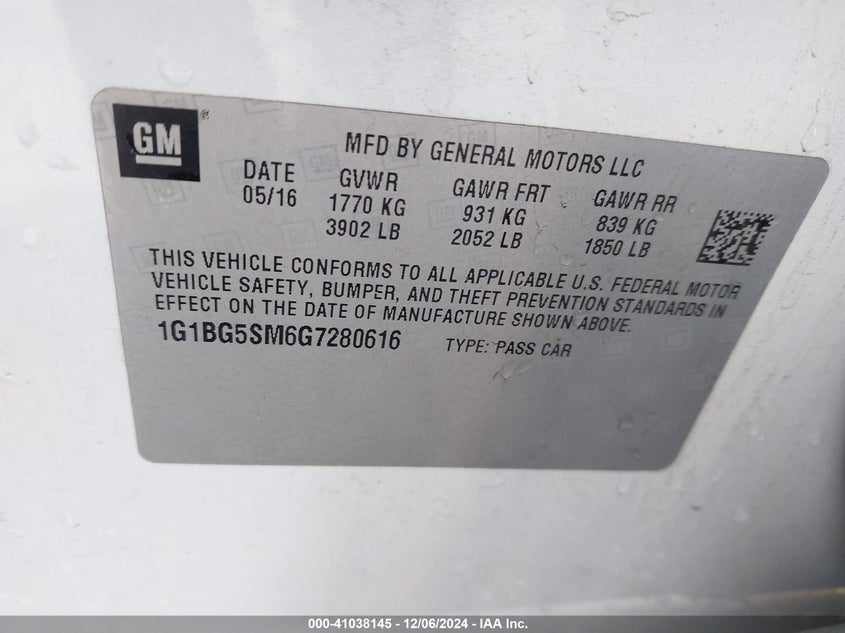 GM®
MFD BY GENERAL MOTORS LLC
DATE GVWR GAWR FRT GAWR RR
05/16 1770 KG 931 KG 839 KG
3902 LB 2052 LB 1850 LB
THIS VEHICLE CONFORMS TO ALL APPLICABLE U.S. FEDERAL MOTOR
VEHICLE SAFETY, BUMPER, AND THEFT PREVENTION STANDARDS IN
EFFECT ON THE DATE OF MANUFACTURE SHOWN ABOVE.
1G1BG5SM6G7280616 TYPE: PASS CAR
000-41038145 - 12/06/2024 - IAA Inc.